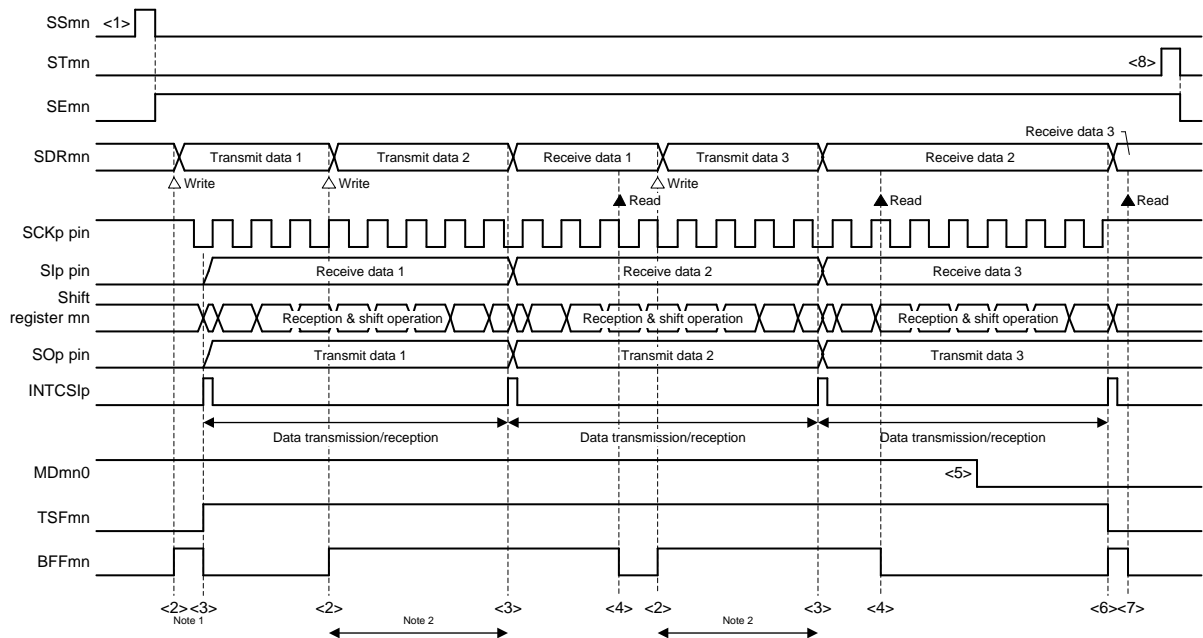 SSmn <1>
STmn <8>
SEmn
Receive data 3
SDRmn Transmit data 1 Transmit data 2 Receive data 1 Transmit data 3 Receive data 2
Write Write Write
Read Read Read
SCKp pin
SIp pin Receive data 1 Receive data 2 Receive data 3
Shift
register mn Reception & shift operation Reception & shift operation Reception & shift operation
SOp pin Transmit data 1 Transmit data 2 Transmit data 3
INTCSIp
Data transmission/reception Data transmission/reception Data transmission/reception
MDmn0 <5>
TSFmn
BFFmn
<2> <3> <2> <3> <4> <2> <3> <4> <6> <7>
Note 1 Note 2 Note 2